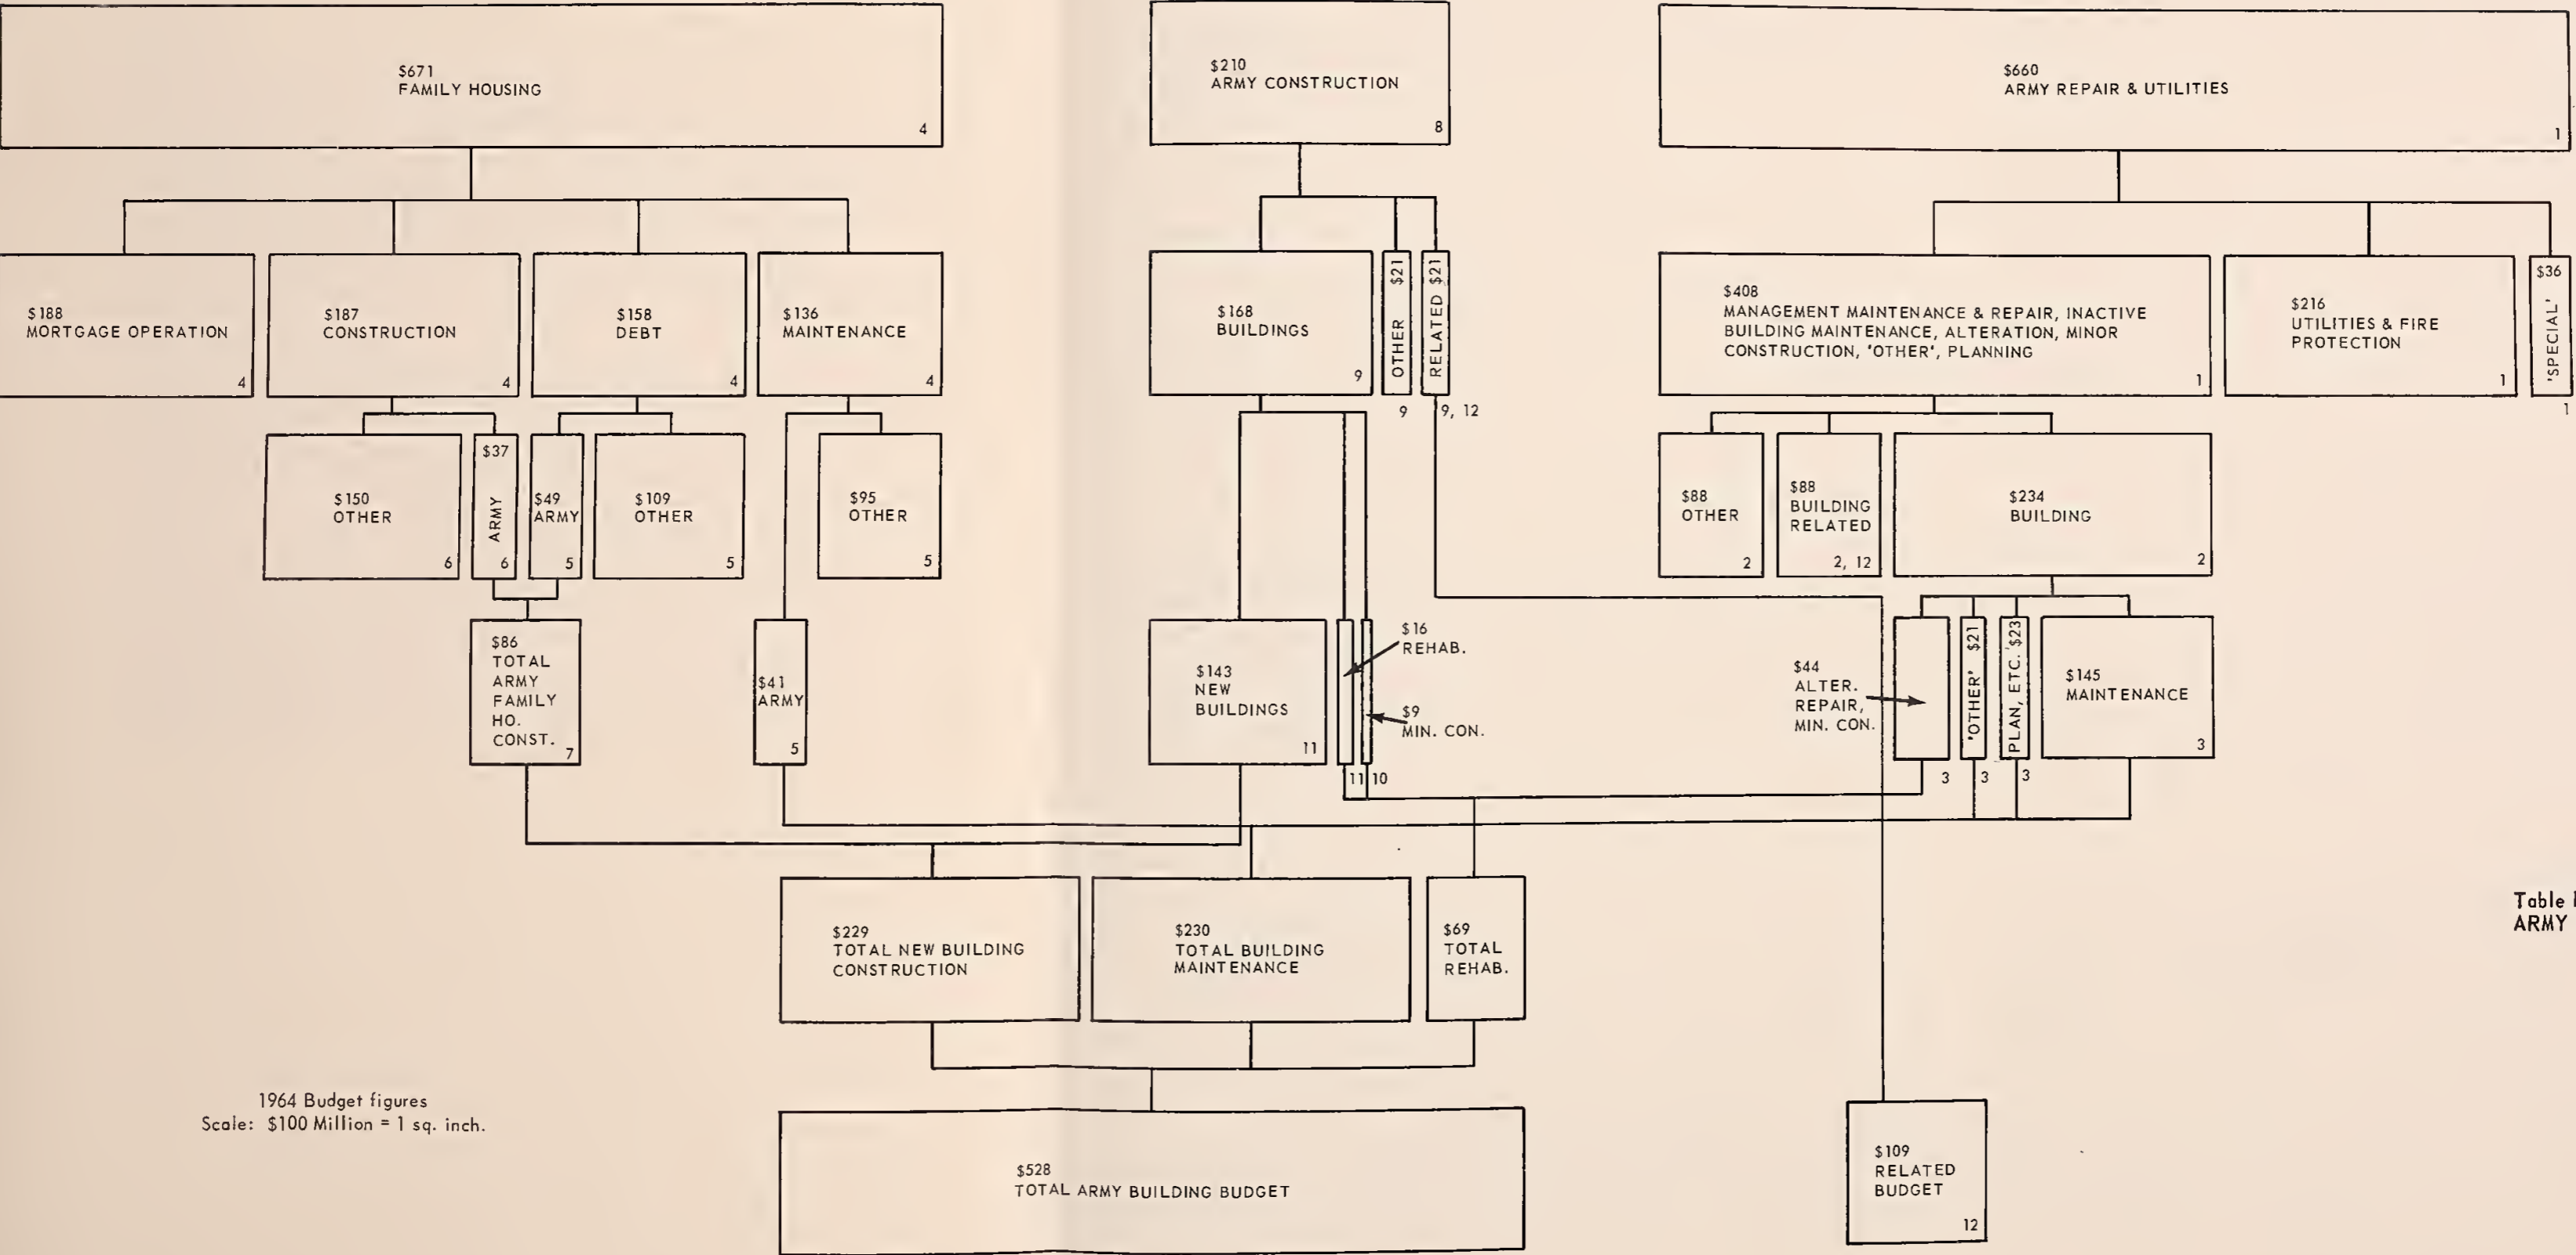 $671
FAMILY HOUSING
4
$210
ARMY CONSTRUCTION
8
$660
ARMY REPAIR & UTILITIES
1
$188
MORTGAGE OPERATION
4
$187
CONSTRUCTION
4
$158
DEBT
4
$136
MAINTENANCE
4
$168
BUILDINGS
9
OTHER $21
9
RELATED $21
9, 12
$408
MANAGEMENT MAINTENANCE & REPAIR, INACTIVE
BUILDING MAINTENANCE, ALTERATION, MINOR
CONSTRUCTION, "OTHER", PLANNING
1
$216
UTILITIES & FIRE
PROTECTION
1
$36
'SPECIAL'
1
$150
OTHER
6
$37
ARMY
6
$49
ARMY
5
$109
OTHER
5
$95
OTHER
5
$88
OTHER
2
$88
BUILDING
RELATED
2, 12
$234
BUILDING
2
$86
TOTAL
ARMY
FAMILY
HO.
CONST.
7
$41
ARMY
5
$143
NEW
BUILDINGS
11
$16
REHAB.
11
$9
MIN. CON.
10
$44
ALTER.
REPAIR,
MIN. CON.
3
'OTHER' $21
3
PLAN, ETC. $23
3
$145
MAINTENANCE
3
$229
TOTAL NEW BUILDING
CONSTRUCTION
$230
TOTAL BUILDING
MAINTENANCE
$69
TOTAL
REHAB.
Table
ARMY
1964 Budget figures
Scale: $100 Million = 1 sq. inch.
$528
TOTAL ARMY BUILDING BUDGET
$109
RELATED
BUDGET
12